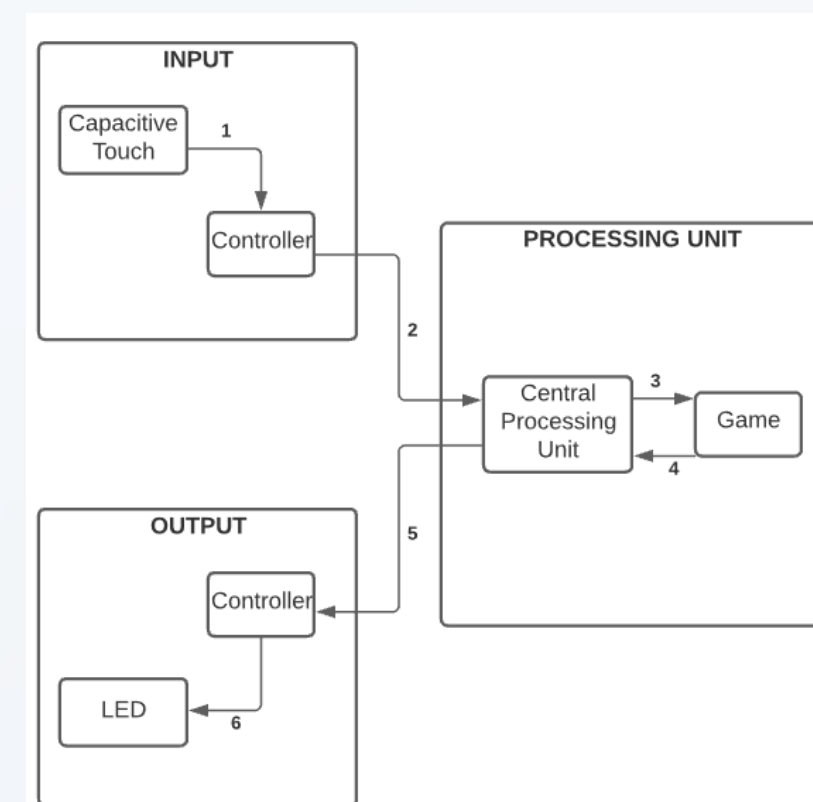 INPUT
Capacitive
Touch
1
Controller
2
PROCESSING UNIT
Central
Processing
Unit
3
Game
4
5
OUTPUT
Controller
6
LED